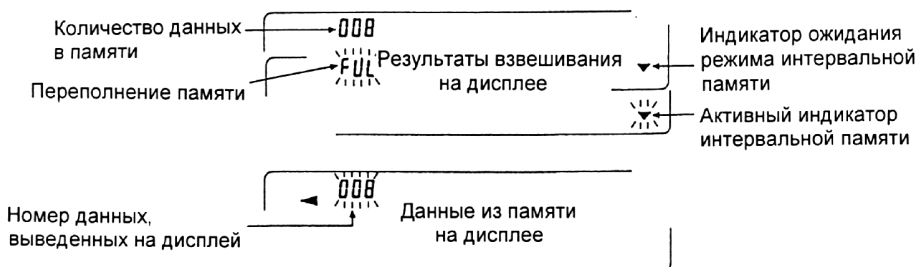 Количество данных
в памяти
008
FUL
Переполнение памяти
Результаты взвешивания
на дисплее
Индикатор ожидания
режима интервальной
памяти
Активный индикатор
интервальной памяти
008
Номер данных,
выведенных на дисплей
Данные из памяти
на дисплее